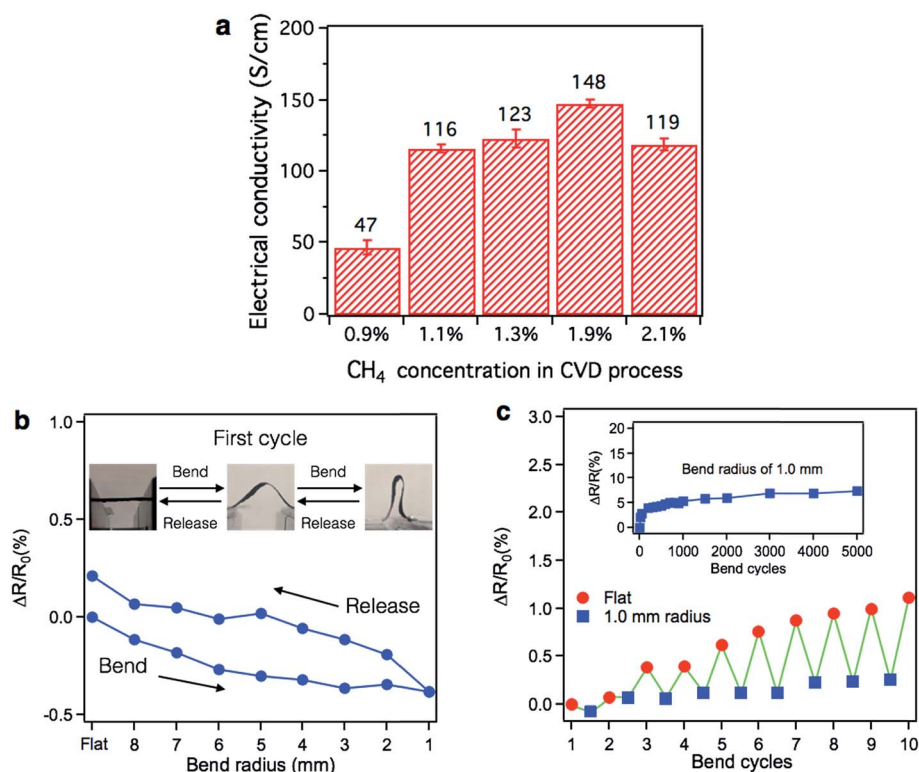 a
Electrical conductivity (S/cm)
200
150
100
50
0
47
116
123
148
119
0.9%
1.1%
1.3%
1.9%
2.1%
CH₄ concentration in CVD process
b
ΔR/R₀(%)
1.0
0.5
0.0
-0.5
First cycle
Bend
Release
Bend
Release
Release
Bend
Flat
8
7
6
5
4
3
2
1
Bend radius (mm)
c
ΔR/R₀(%)
3.0
2.5
2.0
1.5
1.0
0.5
0.0
ΔR/R(%)
20
10
5
0
Bend radius of 1.0 mm
0
1000
2000
3000
4000
5000
Bend cycles
Flat
1.0 mm radius
1
2
3
4
5
6
7
8
9
10
Bend cycles